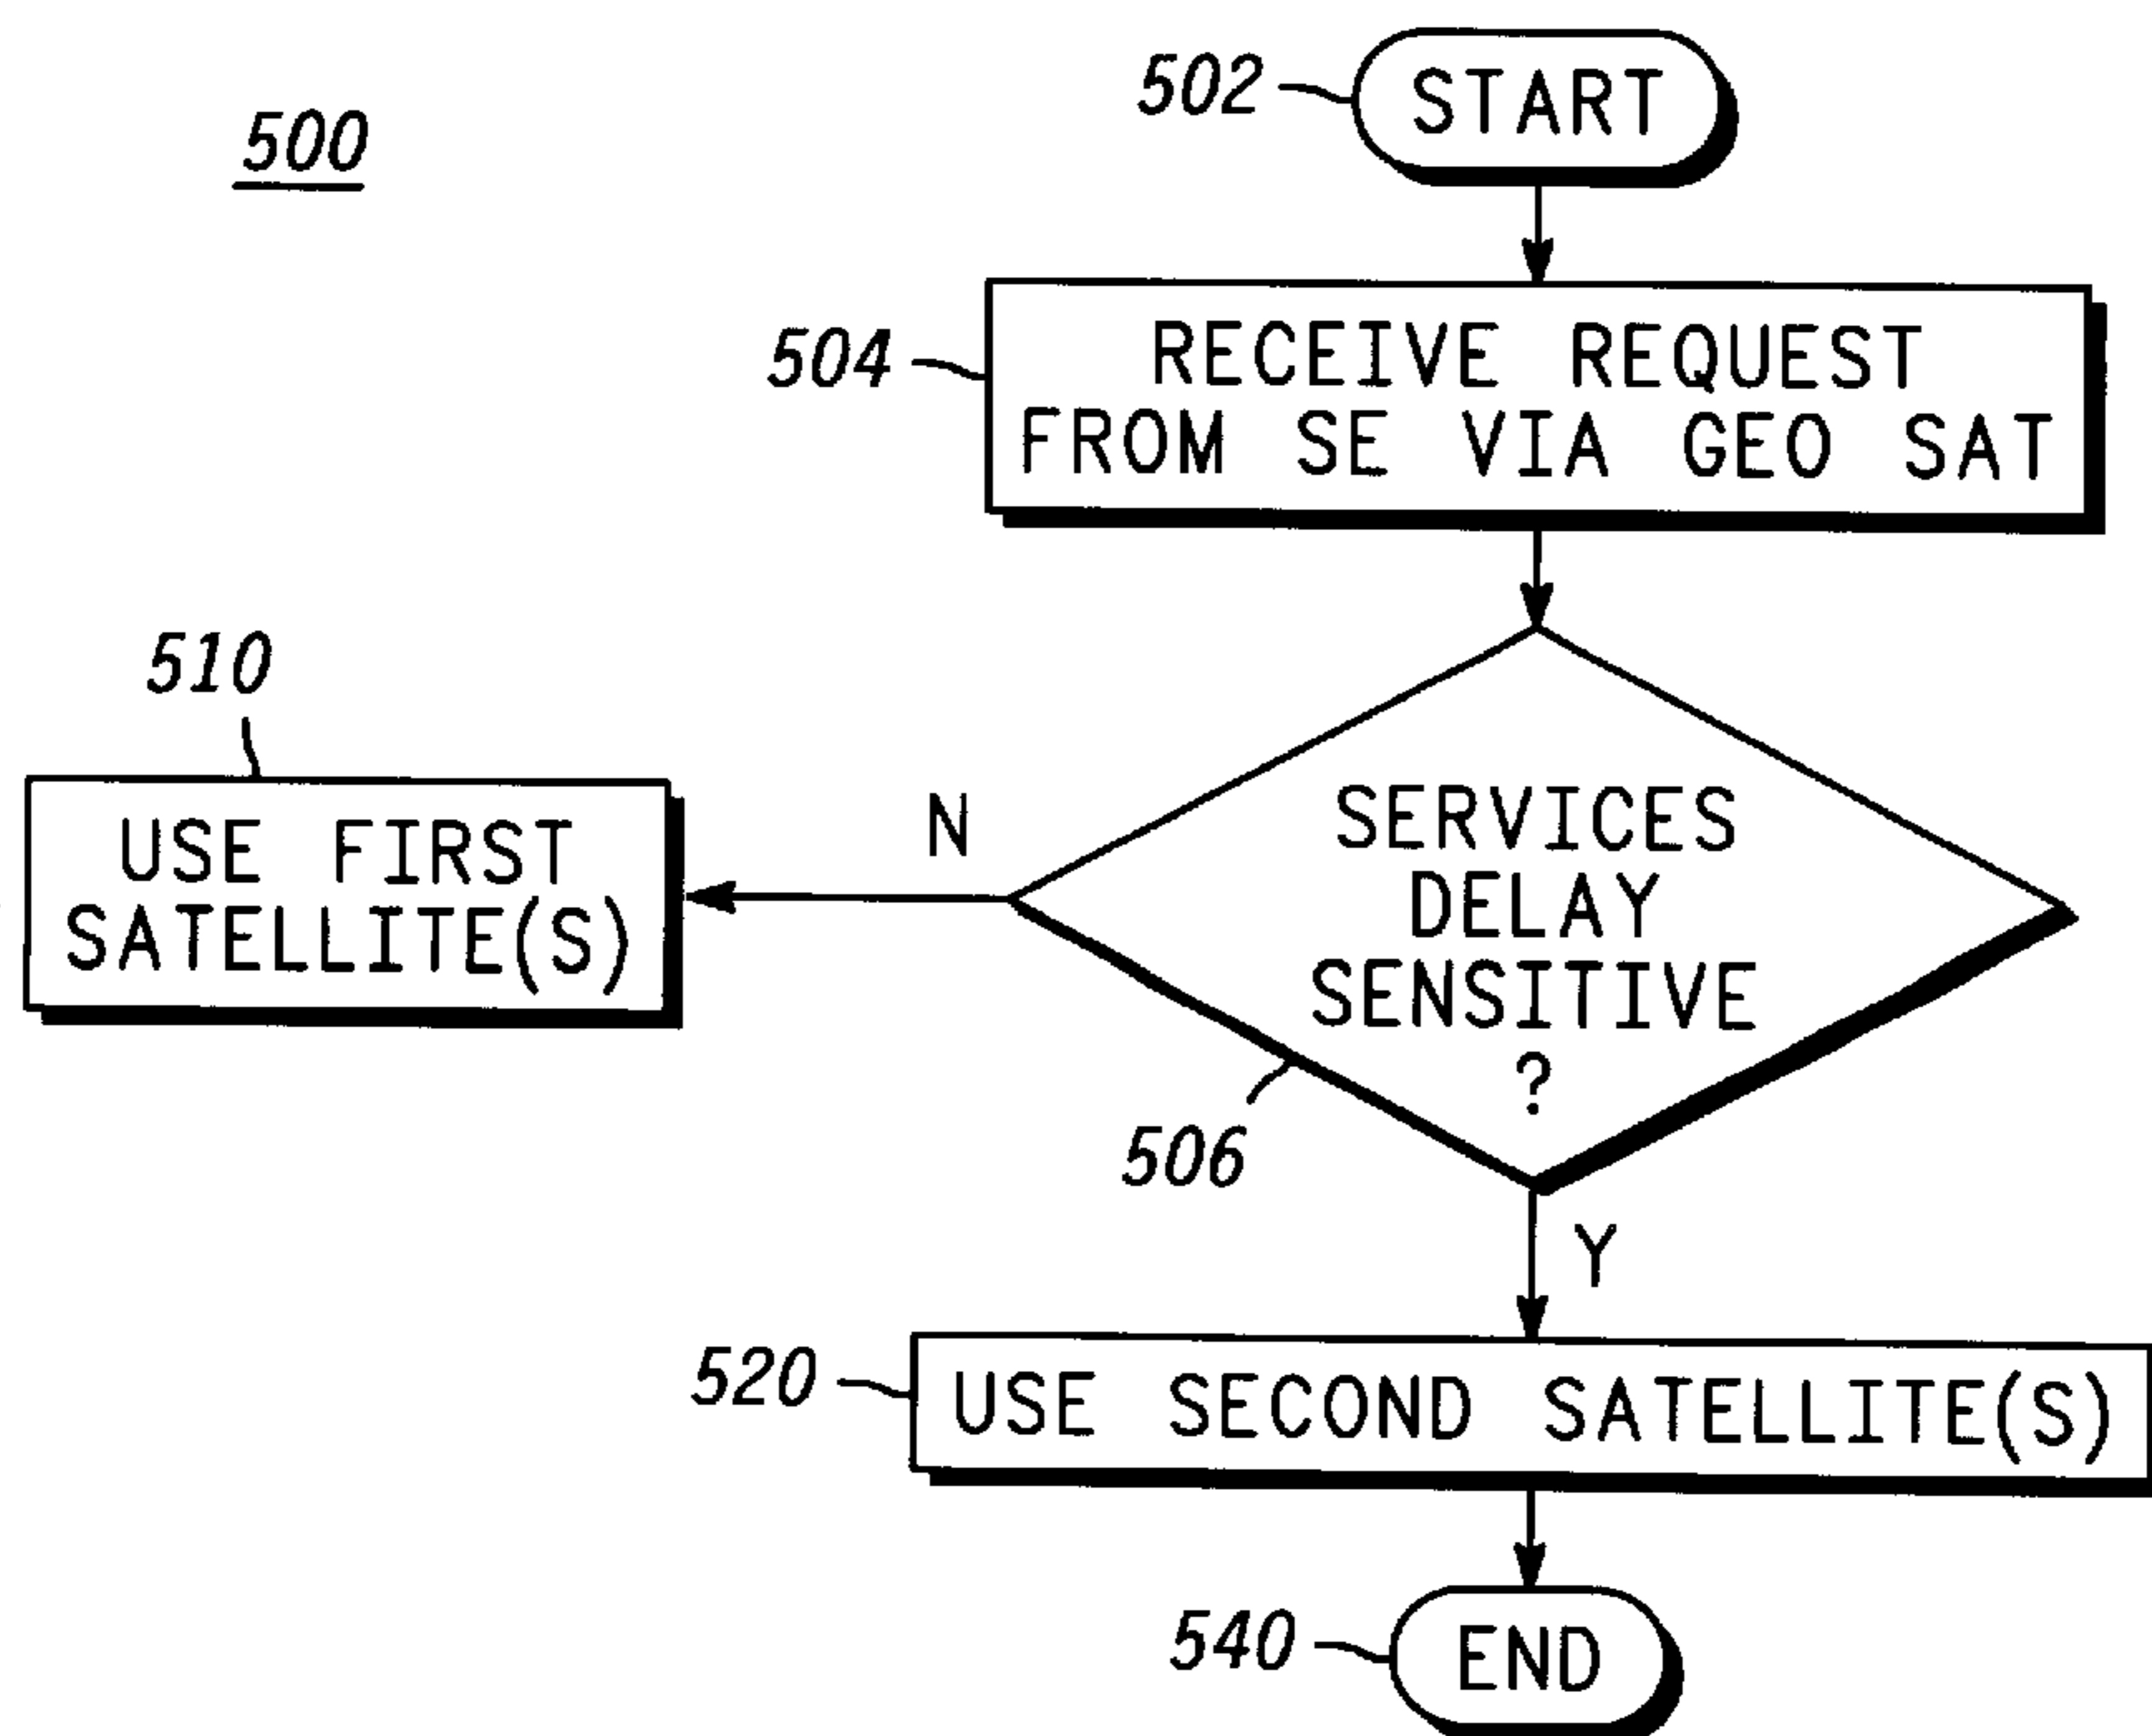 500
502
START
504
RECEIVE REQUEST
FROM SE VIA GEO SAT
510
USE FIRST
SATELLITE(S)
N
SERVICES
DELAY
SENSITIVE
?
506
Y
520
USE SECOND SATELLITE(S)
540
END